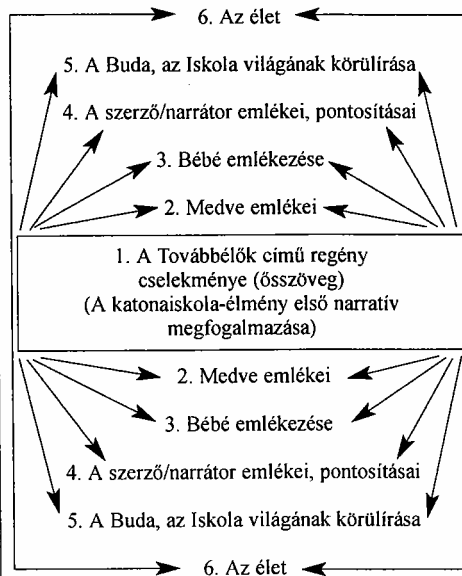 6. Az élet
5. A Buda, az Iskola világának körülírása
4. A szerző/narrátor emlékei, pontosításai
3. Bébé emlékezése
2. Medve emlékei
1. A Továbbélők című regény
cselekménye (ősszöveg)
(A katonaiskola-élmény első narratív
megfogalmazása)
2. Medve emlékei
3. Bébé emlékezése
4. A szerző/narrátor emlékei, pontosításai
5. A Buda, az Iskola világának körülírása
6. Az élet